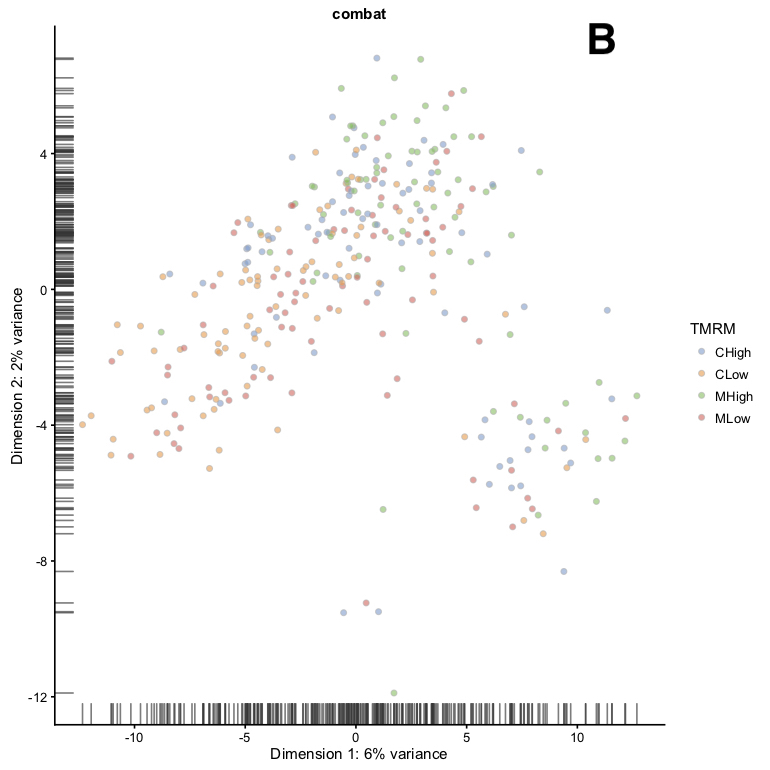 combat
B
4
0
-4
-8
-12
Dimension 2: 2% variance
-10
-5
0
5
10
Dimension 1: 6% variance
TMRM
CHigh
CLow
MHigh
MLow